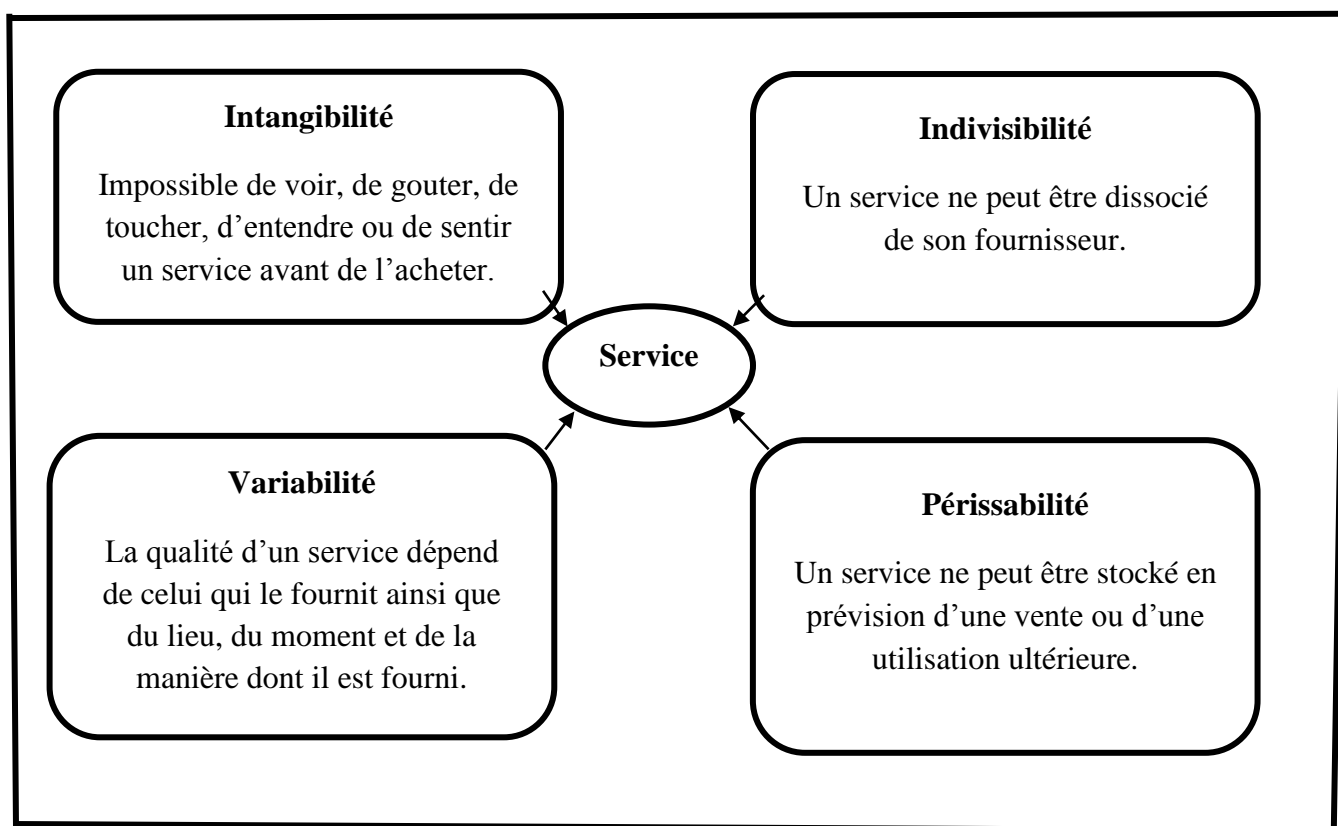 Intangibilité
Impossible de voir, de gouter, de
toucher, d’entendre ou de sentir
un service avant de l’acheter.
Indivisibilité
Un service ne peut être dissocié
de son fournisseur.
Service
Variabilité
La qualité d’un service dépend
de celui qui le fournit ainsi que
du lieu, du moment et de la
manière dont il est fourni.
Périssabilité
Un service ne peut être stocké en
prévision d’une vente ou d’une
utilisation ultérieure.